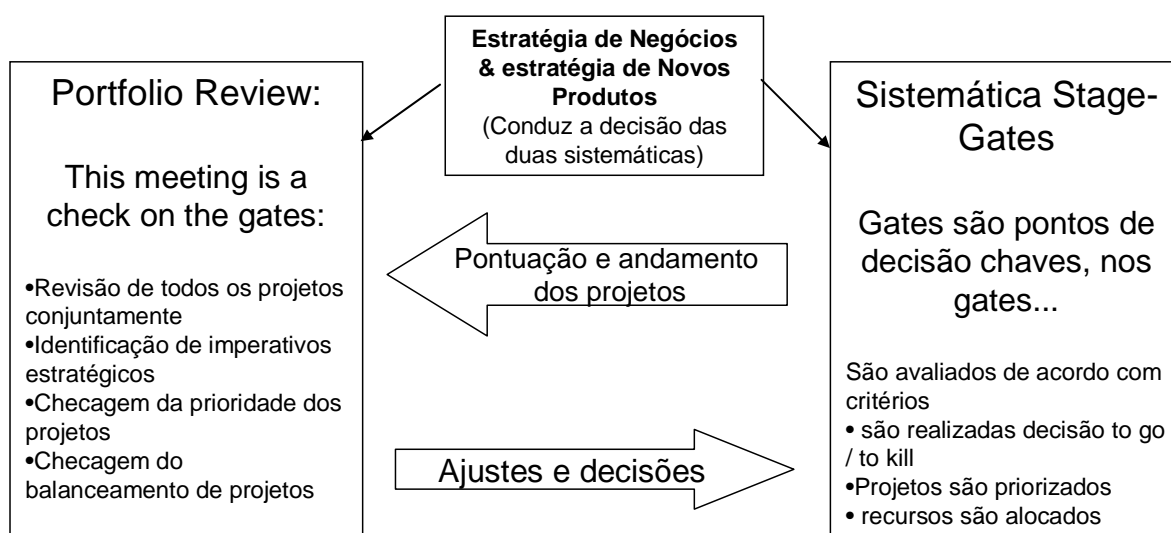 Estratégia de Negócios
& estratégia de Novos
Produtos
(Conduz a decisão das
duas sistemáticas)
Portfolio Review:
This meeting is a
check on the gates:
•Revisão de todos os projetos
conjuntamente
•Identificação de imperativos
estratégicos
•Checagem da prioridade dos
projetos
•Checagem do
balanceamento de projetos
Pontuação e andamento
dos projetos
Ajustes e decisões
Sistemática Stage-
Gates
Gates são pontos de
decisão chaves, nos
gates...
São avaliados de acordo com
critérios
• são realizadas decisão to go
/ to kill
•Projetos são priorizados
• recursos são alocados